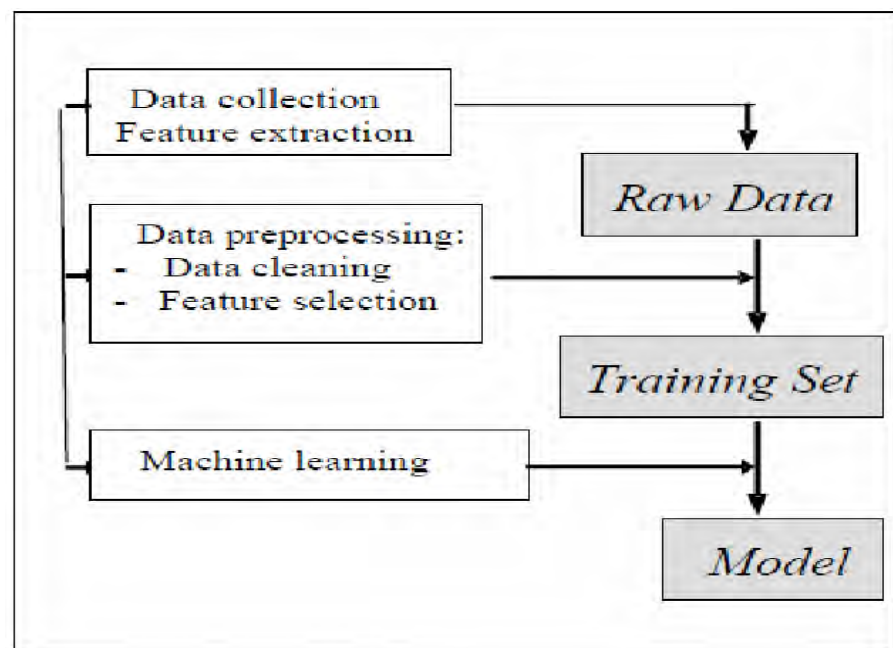 Data collection
Feature extraction
Raw Data
Data preprocessing:
- Data cleaning
- Feature selection
Training Set
Machine learning
Model